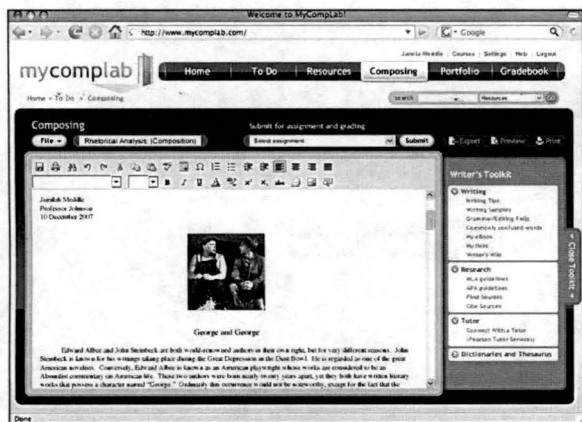 Welcome to MyCompLab!
http://www.mycomplab.com/
Google
Courses Settings Help Logout
mycomplab
Home To Do Resources Composing Portfolio Gradebook
Home To Do Composing
search Resources GO
Composing
Submit for assignment and grading
File Rhetorical Analysis (Composition) Select assignment Submit Export Preview Print
Writer's Toolkit
Writing
Writing Tips
Writing Samples
Grammar/Editing FAQs
Commonly confused words
My eBook
Writer's Wiki
Research
MLA guidelines
APA guidelines
Find Sources
Cite Sources
Tutor
Connect With a Tutor
(Pearson Tutor Services)
Dictionaries and Thesaurus
Close Toolkit
Professor Johnson
10 December 2007
George and George
Edward Albee and John Steinbeck are both world-renowned authors in their own right, but for very different reasons. John
Steinbeck is known for his writings taking place during the Great Depression in the Dust Bowl. He is regarded as one of the great
American novelists. Conversely, Edward Albee is known as an American playwright whose works are considered to be an
Absurdist commentary on American life. These two authors were born nearly twenty years apart, yet they both have written literary
works that possess a character named "George." Ordinarily this occurrence would not be noteworthy, except for the fact that the
Done